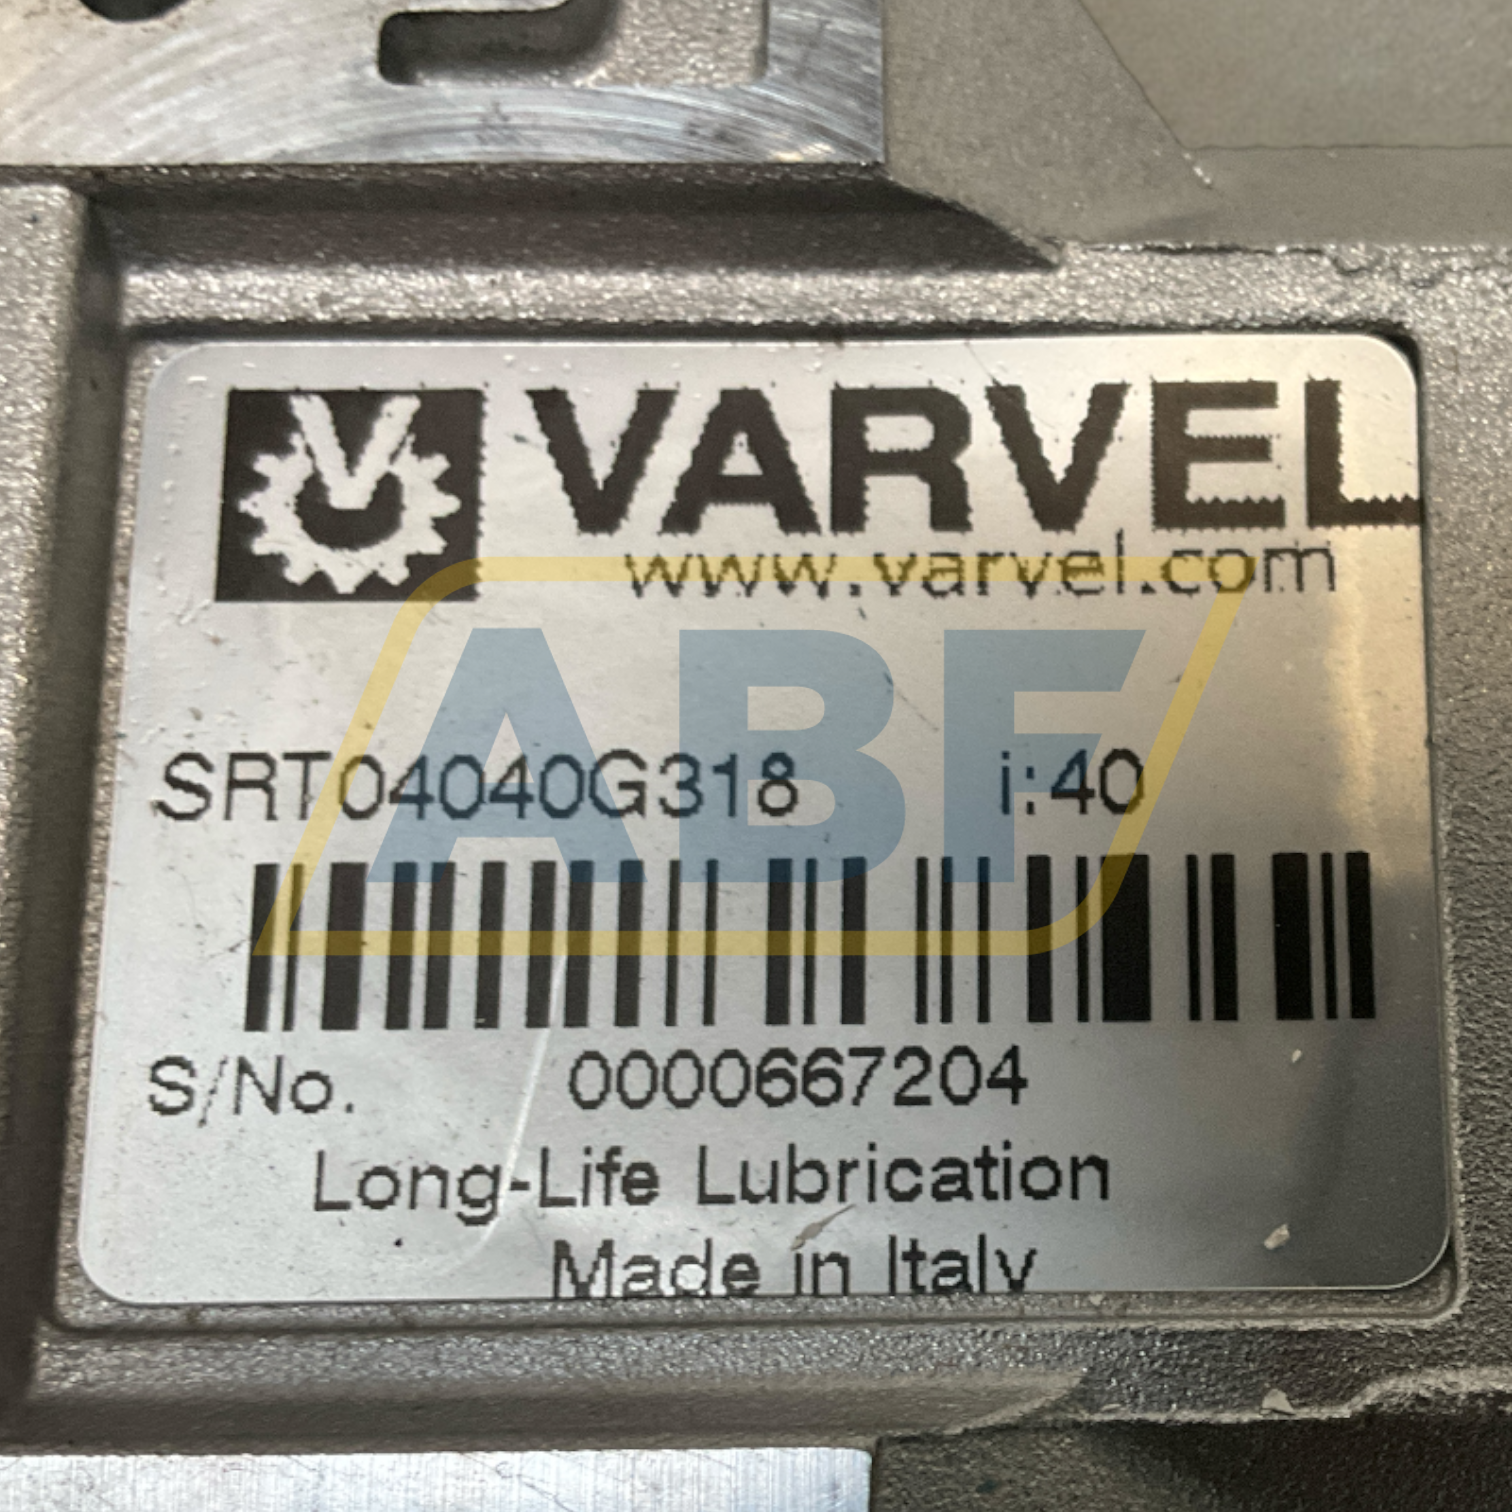 VARVEL
www.varvel.com
ABF
SRT04040G318 i:40
S/No. 0000667204
Long-Life Lubrication
Made in Italy